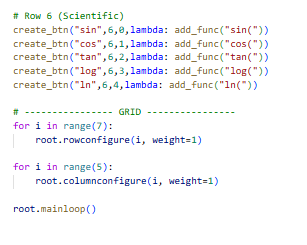 # Row 6 (Scientific)
create_btn("sin",6,0,lambda: add_func("sin("))
create_btn("cos",6,1,lambda: add_func("cos("))
create_btn("tan",6,2,lambda: add_func("tan("))
create_btn("log",6,3,lambda: add_func("log("))
create_btn("ln",6,4,lambda: add_func("ln("))
# ---------------- GRID ----------------
for i in range(7):
    root.rowconfigure(i, weight=1)
for i in range(5):
    root.columnconfigure(i, weight=1)
root.mainloop()